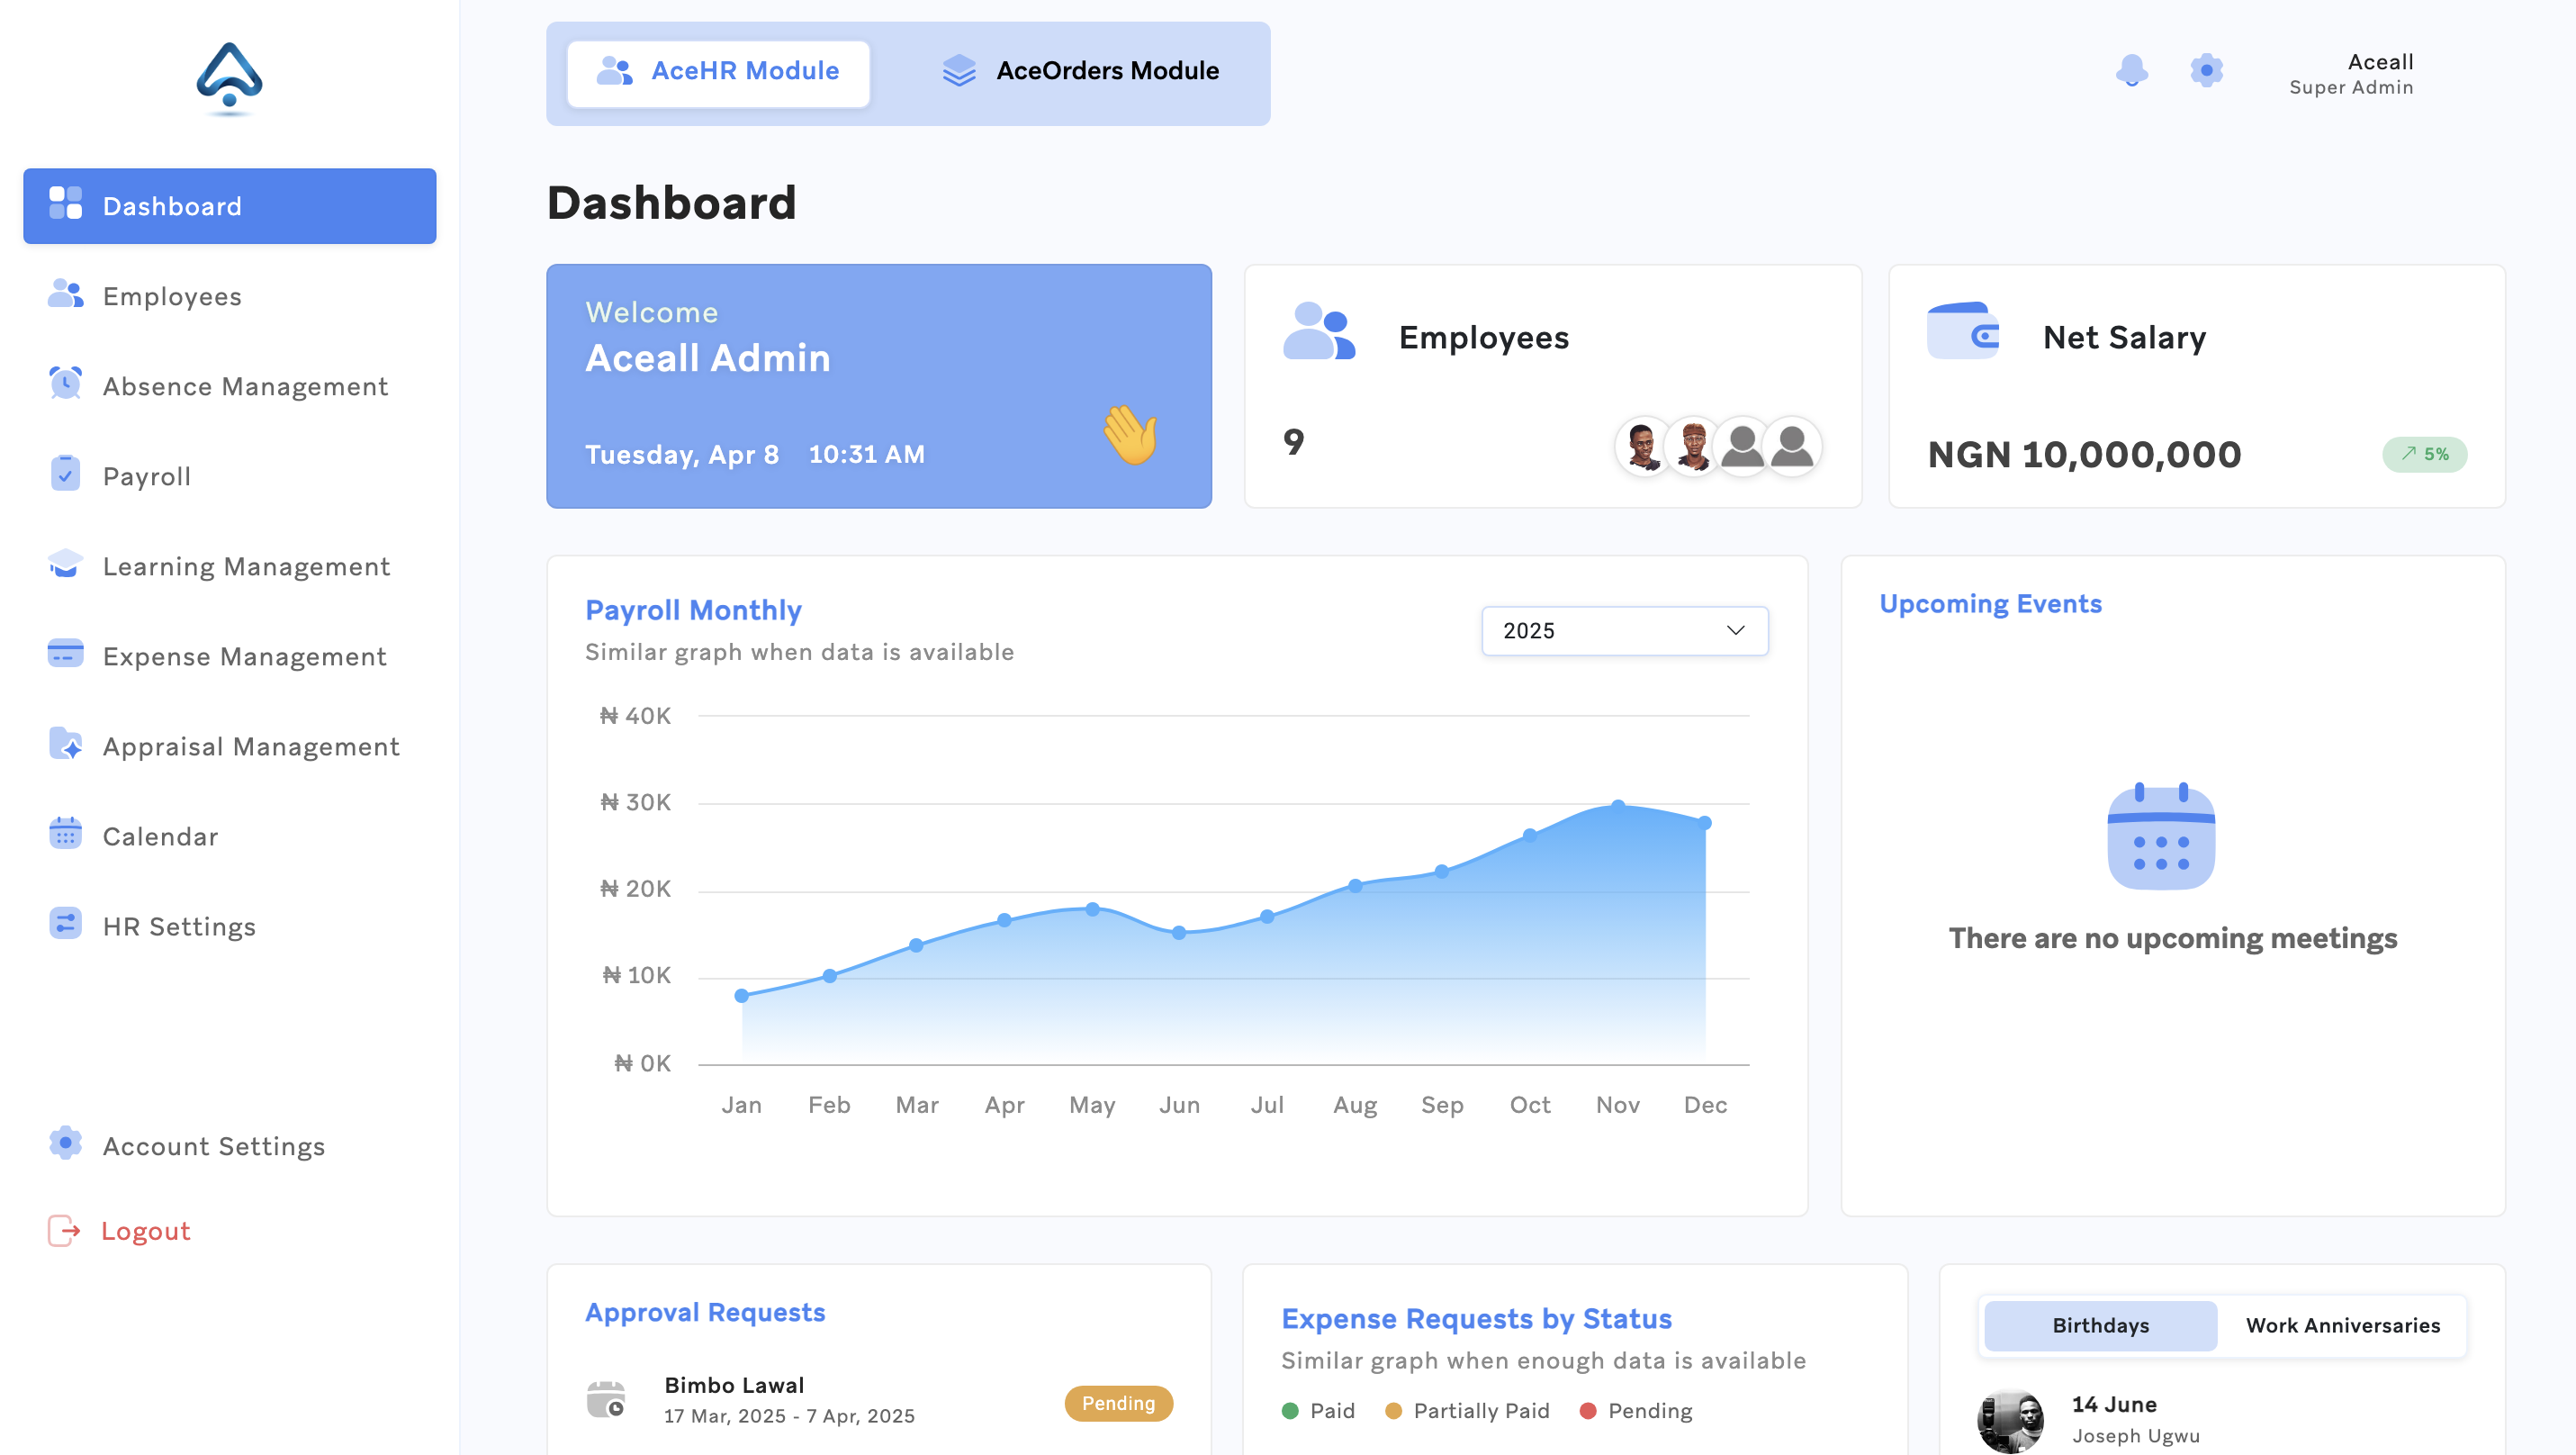 AceHR Module
AceOrders Module
Aceall
Super Admin
Dashboard
Employees
Absence Management
Payroll
Learning Management
Expense Management
Appraisal Management
Calendar
HR Settings
Account Settings
Logout
Dashboard
Welcome
Aceall Admin
Tuesday, Apr 8 10:31 AM
Employees
9
Net Salary
NGN 10,000,000
5%
Payroll Monthly
Similar graph when data is available
2025
₦ 40K
₦ 30K
₦ 20K
₦ 10K
₦ 0K
Jan Feb Mar Apr May Jun Jul Aug Sep Oct Nov Dec
Upcoming Events
There are no upcoming meetings
Approval Requests
Bimbo Lawal
17 Mar, 2025 - 7 Apr, 2025
Pending
Expense Requests by Status
Similar graph when enough data is available
Paid Partially Paid Pending
Birthdays Work Anniversaries
14 June
Joseph Ugwu